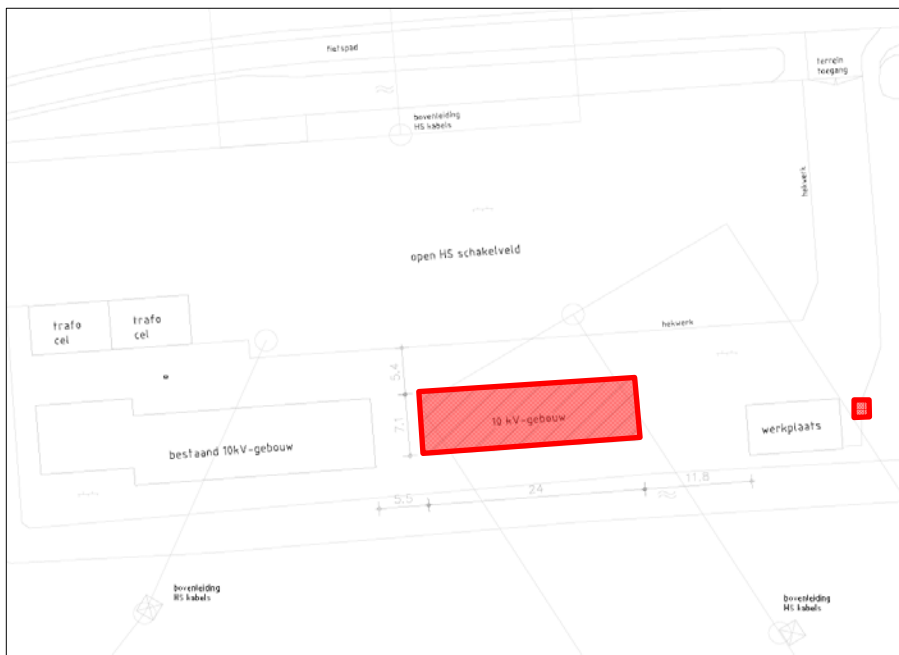 fietspad
terrein
toegang
bovenleiding
HS kabels
hekwerk
open HS schakelveld
trafo
cel
trafo
cel
hekwerk
5,4
7,1
10 kV-gebouw
werkplaats
bestaand 10kV-gebouw
5,5
24
11,8
bovenleiding
HS kabels
bovenleiding
HS kabels